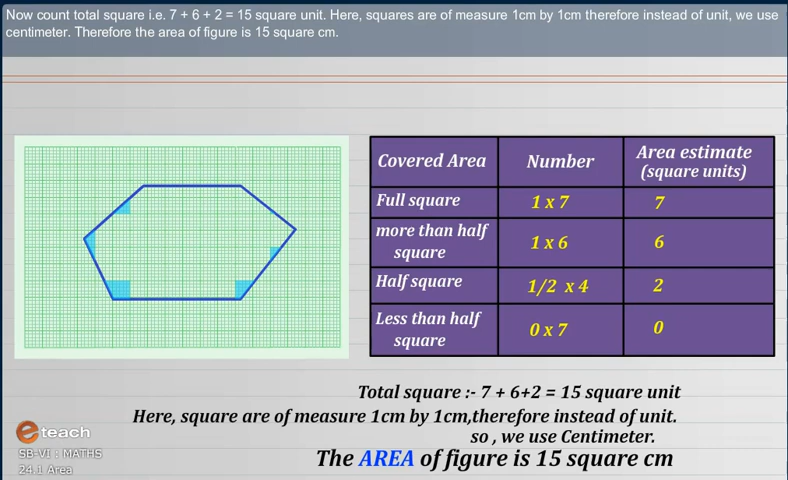 Now count total square i.e. 7 + 6 + 2 = 15 square unit. Here, squares are of measure 1cm by 1cm therefore instead of unit, we use
centimeter. Therefore the area of figure is 15 square cm.
Covered Area Number Area estimate
(square units)
Full square 1 x 7 7
more than half
square 1 x 6 6
Half square 1/2 x 4 2
Less than half
square 0 x 7 0
Total square :- 7 + 6+2 = 15 square unit
Here, square are of measure 1cm by 1cm,therefore instead of unit.
so , we use Centimeter.
The AREA of figure is 15 square cm
e teach
SB-VI : MATHS
24.1 Area